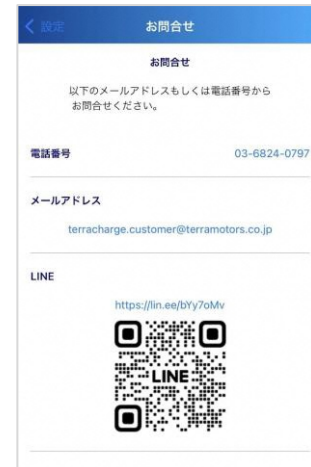 < 設定 お問合せ
お問合せ
以下のメールアドレスもしくは電話番号から
お問合せください。
電話番号 03-6824-0797
メールアドレス
terracharge.customer@terramotors.co.jp
LINE
https://lin.ee/bYy7oMv
LINE